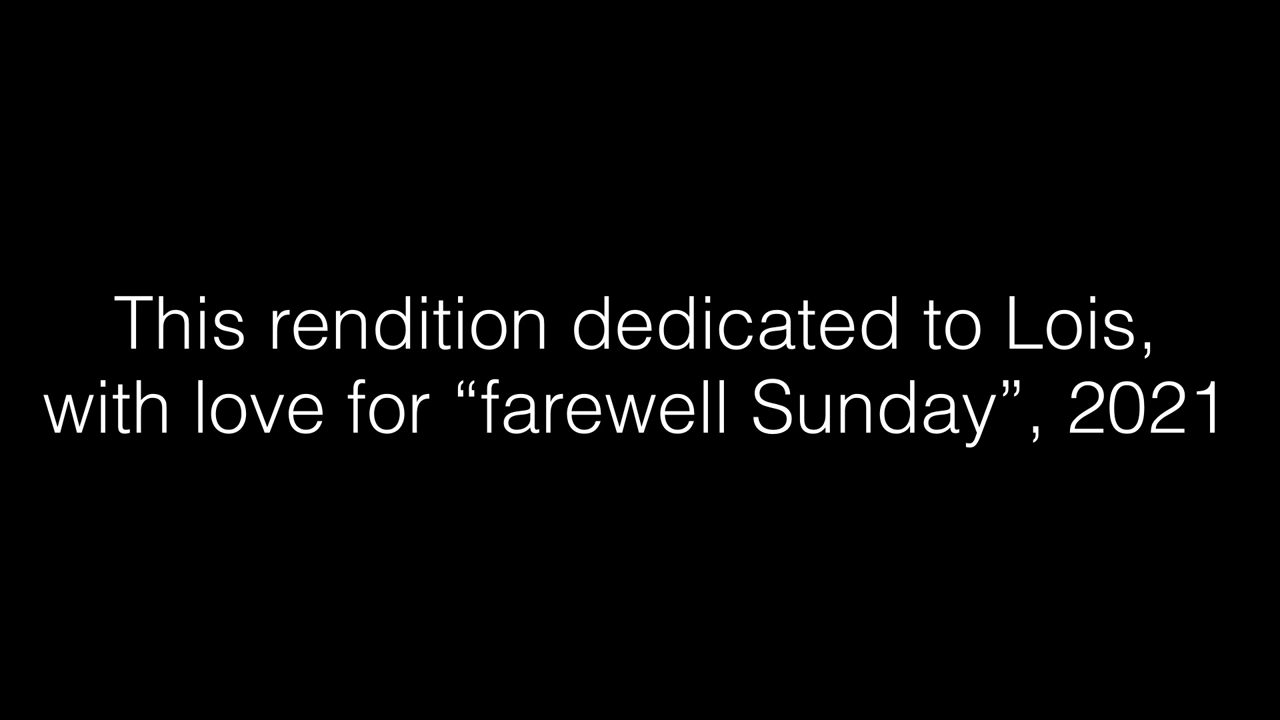 This rendition dedicated to Lois,
with love for “farewell Sunday”, 2021